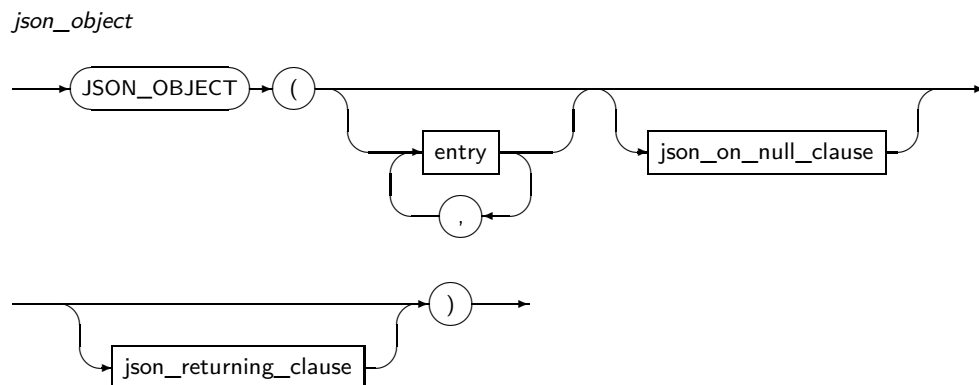 json_object
JSON_OBJECT ( entry json_on_null_clause
,
)
json_returning_clause